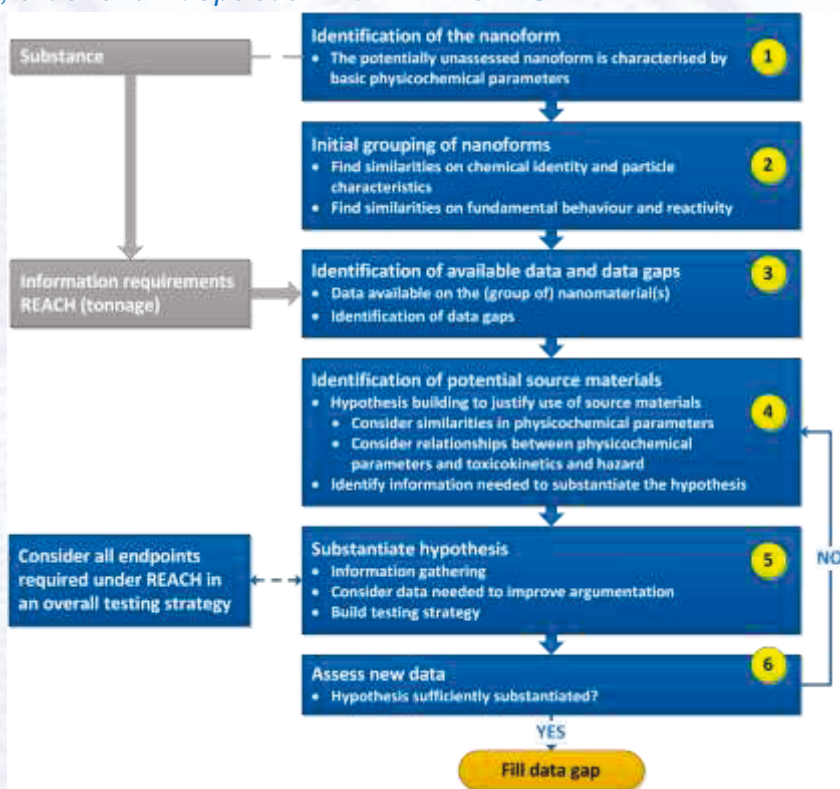 Substance
Identification of the nanoform
• The potentially unassessed nanoform is characterised by
basic physicochemical parameters
1
Initial grouping of nanoforms
• Find similarities on chemical identity and particle
characteristics
• Find similarities on fundamental behaviour and reactivity
2
Information requirements
REACH (tonnage)
Identification of available data and data gaps
• Data available on the (group of) nanomaterial(s)
• Identification of data gaps
3
Identification of potential source materials
• Hypothesis building to justify use of source materials
• Consider similarities in physicochemical parameters
• Consider relationships between physicochemical
parameters and toxicokinetics and hazard
• Identify information needed to substantiate the hypothesis
4
Consider all endpoints
required under REACH in
an overall testing strategy
Substantiate hypothesis
• Information gathering
• Consider data needed to improve argumentation
• Build testing strategy
5
NO
Assess new data
• Hypothesis sufficiently substantiated?
6
YES
Fill data gap